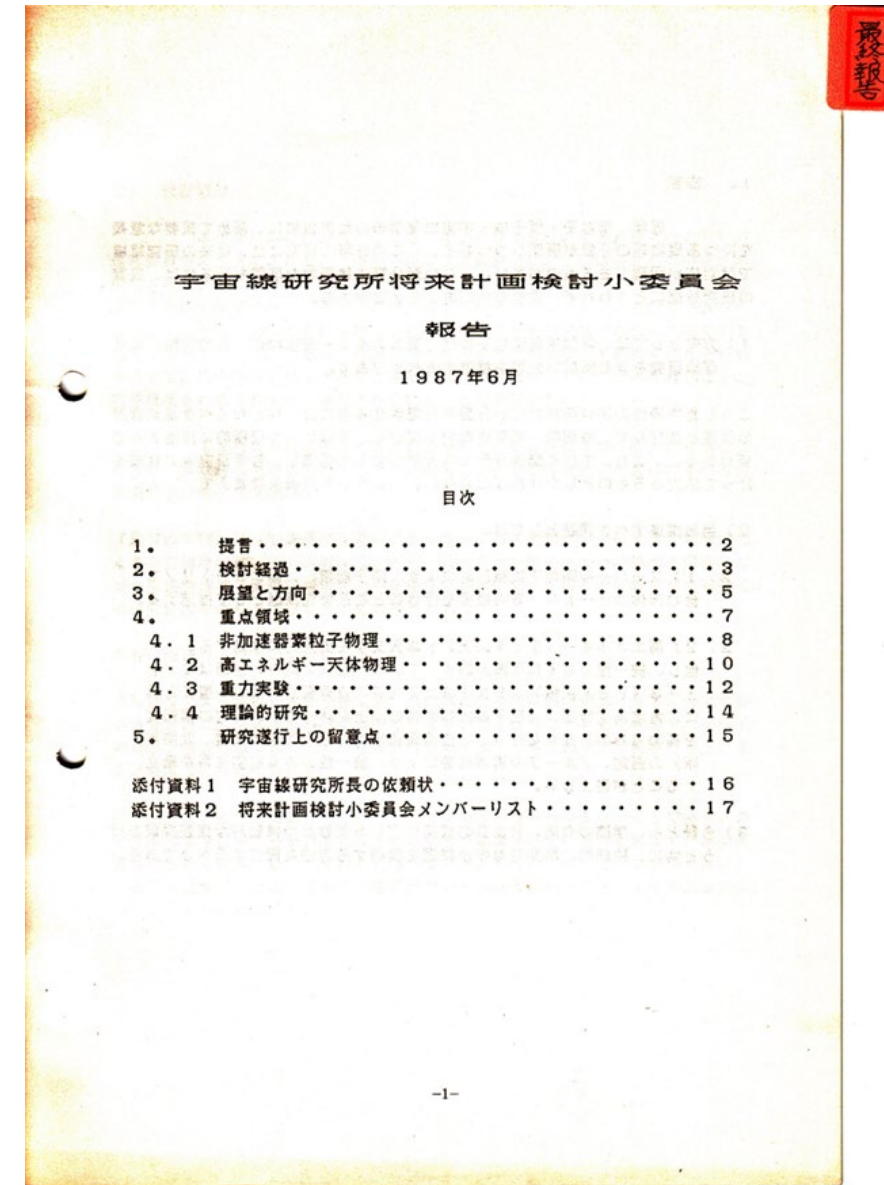 最終報告
宇宙線研究所将来計画検討小委員会
報告
1987年6月
目次
1. 提言・・・・・・・・・・・・・・・・・・・・・・・・・2
2. 検討経過・・・・・・・・・・・・・・・・・・・・・・・3
3. 展望と方向・・・・・・・・・・・・・・・・・・・・・・5
4. 重点領域・・・・・・・・・・・・・・・・・・・・・・・7
4.1 非加速器素粒子物理・・・・・・・・・・・・・・・・・・8
4.2 高エネルギー天体物理・・・・・・・・・・・・・・・・・10
4.3 重力実験・・・・・・・・・・・・・・・・・・・・・・・12
4.4 理論的研究・・・・・・・・・・・・・・・・・・・・・・14
5. 研究遂行上の留意点・・・・・・・・・・・・・・・・・・15
添付資料1 宇宙線研究所長の依頼状・・・・・・・・・・・・・・・16
添付資料2 将来計画検討小委員会メンバーリスト・・・・・・・・・17
-1-